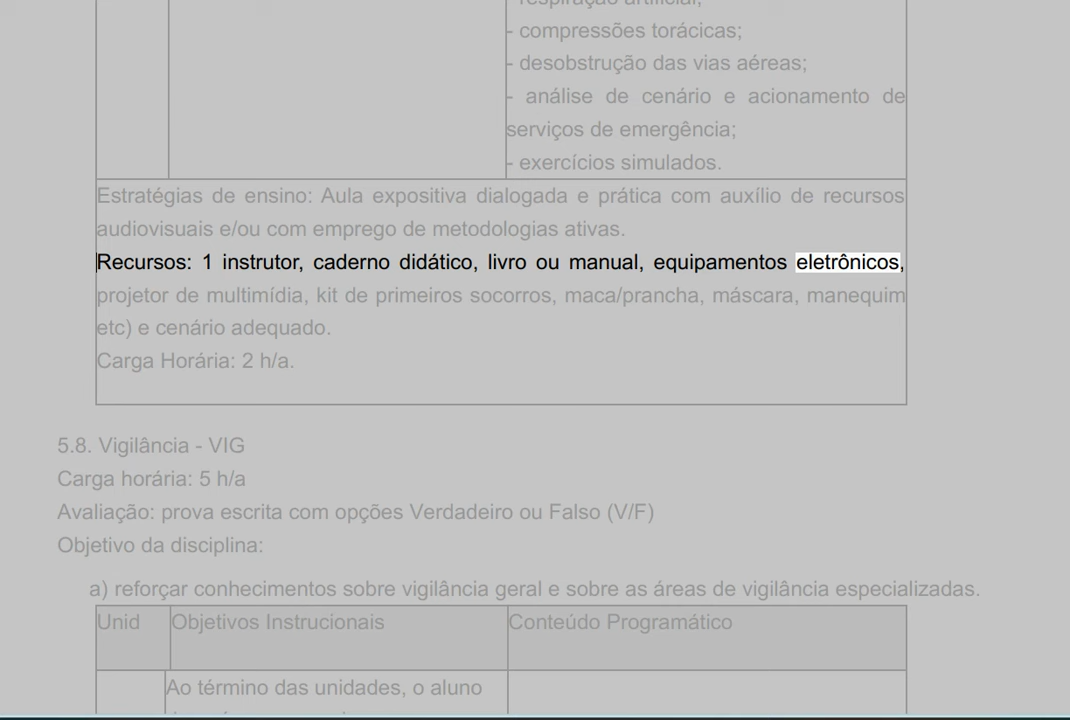 respiração artificial;
- compressões torácicas;
- desobstrução das vias aéreas;
- análise de cenário e acionamento de
serviços de emergência;
- exercícios simulados.
Estratégias de ensino: Aula expositiva dialogada e prática com auxílio de recursos
audiovisuais e/ou com emprego de metodologias ativas.
Recursos: 1 instrutor, caderno didático, livro ou manual, equipamentos eletrônicos,
projetor de multimídia, kit de primeiros socorros, maca/prancha, máscara, manequim
etc) e cenário adequado.
Carga Horária: 2 h/a.
5.8. Vigilância - VIG
Carga horária: 5 h/a
Avaliação: prova escrita com opções Verdadeiro ou Falso (V/F)
Objetivo da disciplina:
a) reforçar conhecimentos sobre vigilância geral e sobre as áreas de vigilância especializadas.
Unid Objetivos Instrucionais Conteúdo Programático
Ao término das unidades, o aluno